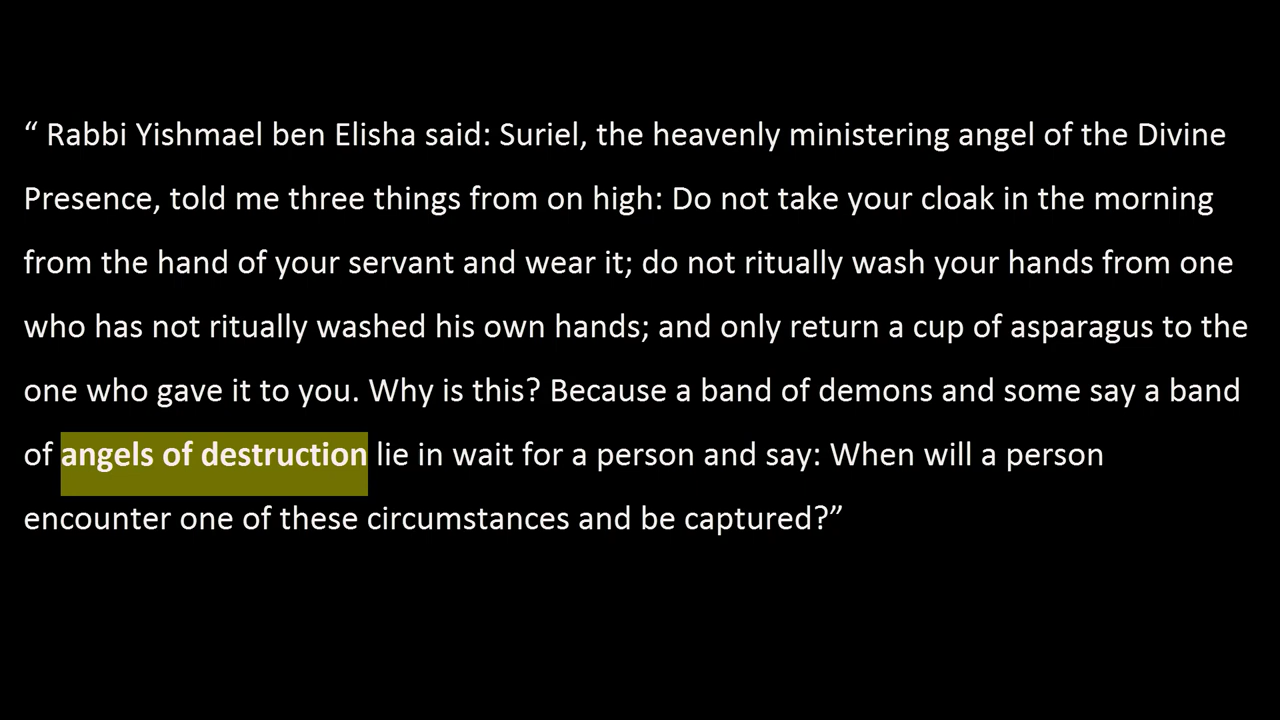 “ Rabbi Yishmael ben Elisha said: Suriel, the heavenly ministering angel of the Divine
Presence, told me three things from on high: Do not take your cloak in the morning
from the hand of your servant and wear it; do not ritually wash your hands from one
who has not ritually washed his own hands; and only return a cup of asparagus to the
one who gave it to you. Why is this? Because a band of demons and some say a band
of angels of destruction lie in wait for a person and say: When will a person
encounter one of these circumstances and be captured?”